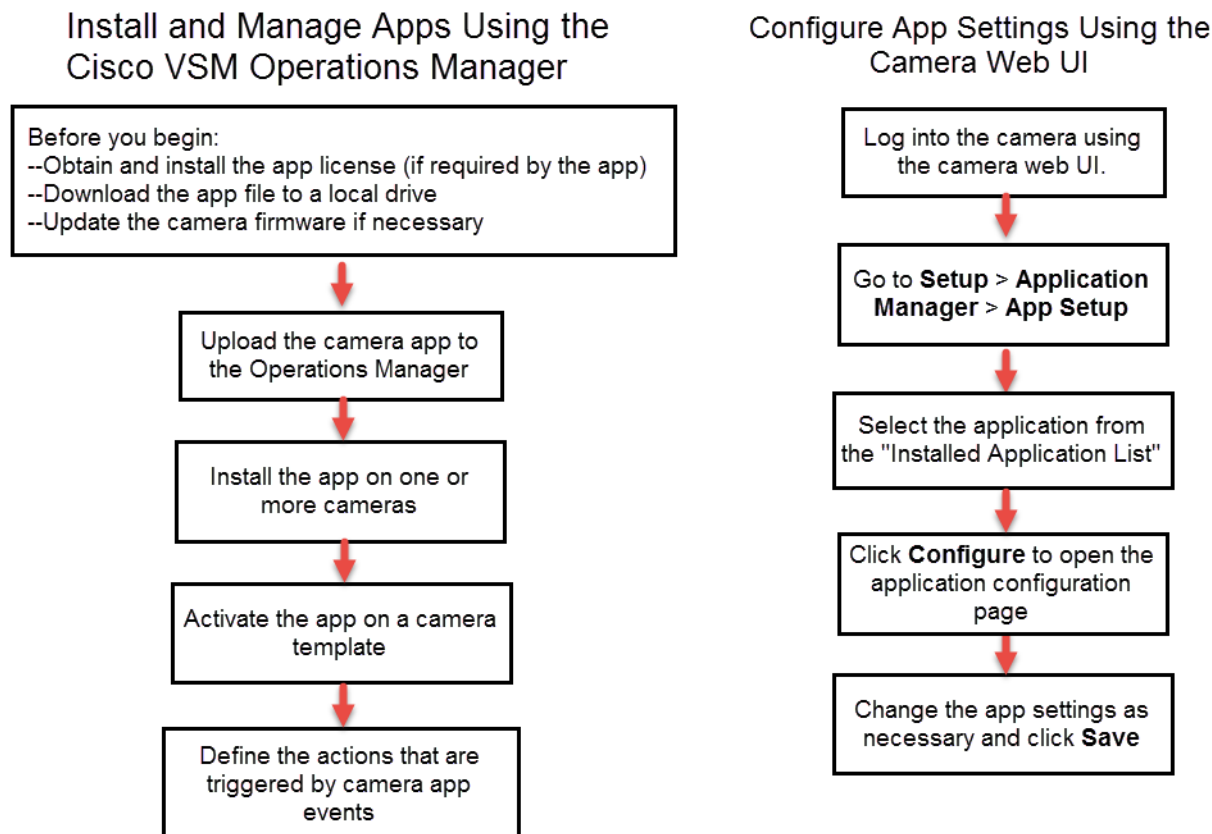 Install and Manage Apps Using the
Cisco VSM Operations Manager
Before you begin:
--Obtain and install the app license (if required by the app)
--Download the app file to a local drive
--Update the camera firmware if necessary
Upload the camera app to
the Operations Manager
Install the app on one or
more cameras
Activate the app on a camera
template
Define the actions that are
triggered by camera app
events
Configure App Settings Using the
Camera Web UI
Log into the camera using
the camera web UI.
Go to Setup > Application
Manager > App Setup
Select the application from
the "Installed Application List"
Click Configure to open the
application configuration
page
Change the app settings as
necessary and click Save